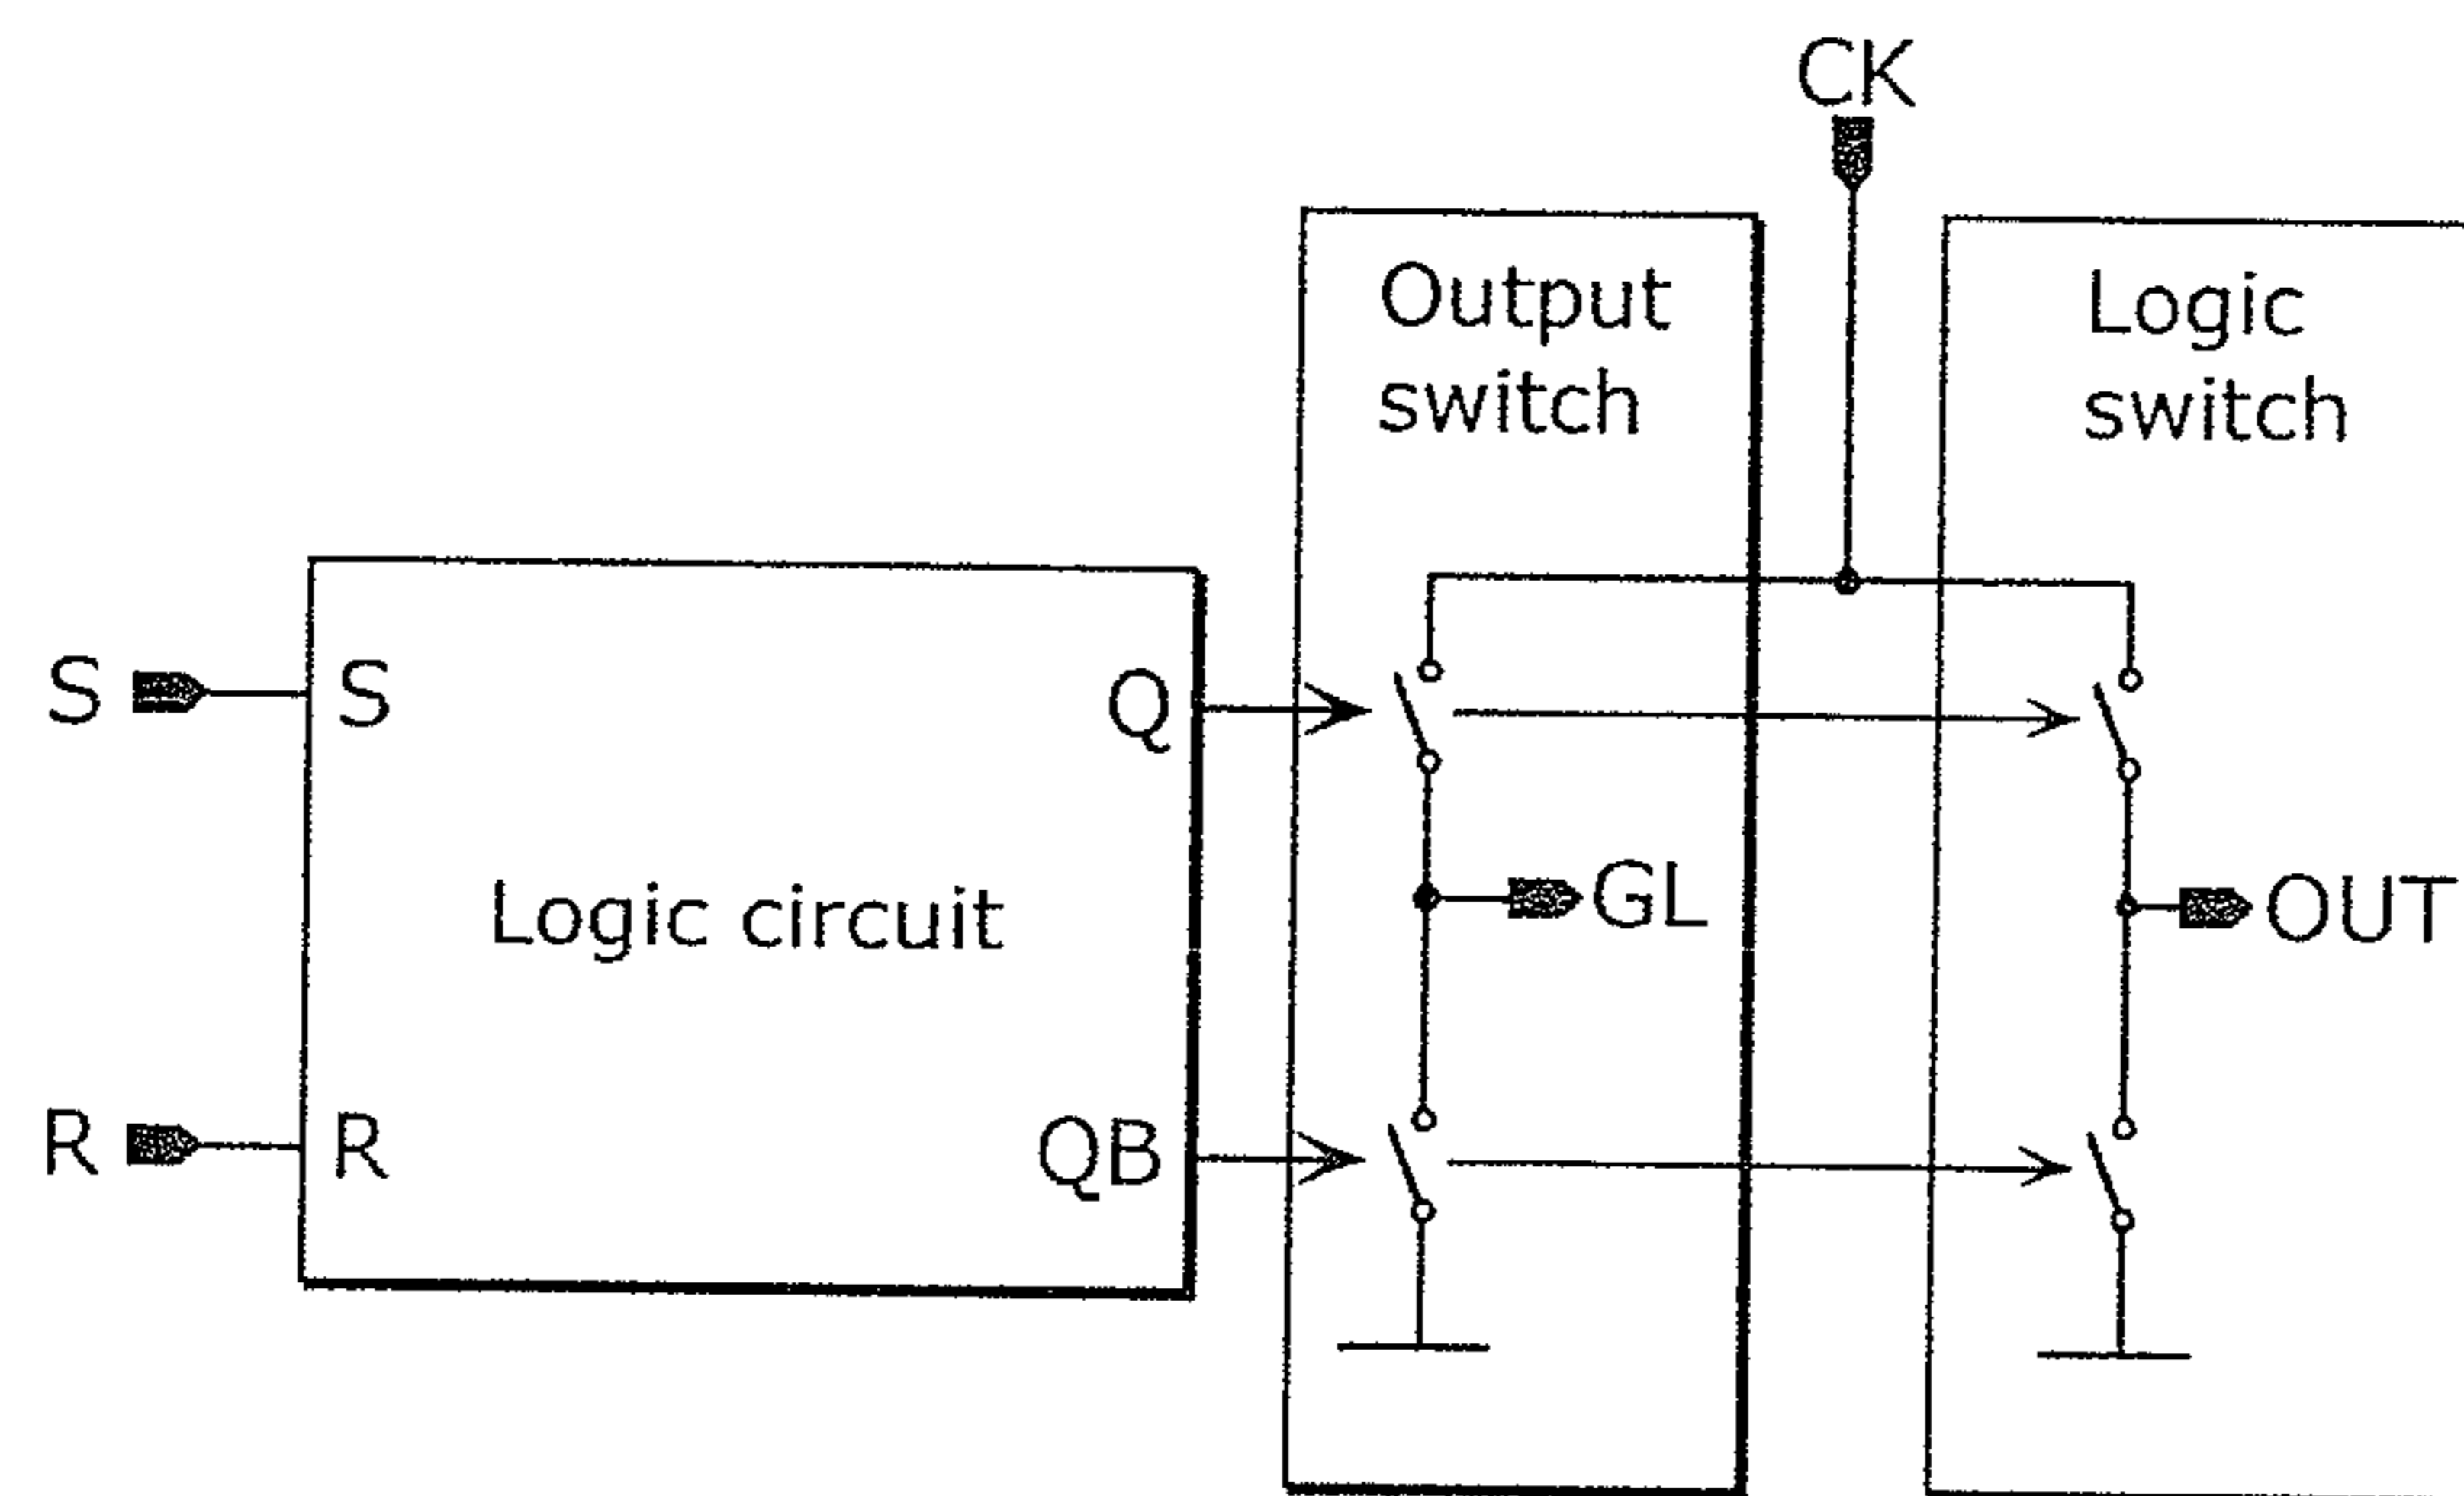 CK
Output
switch
Logic
switch
S
S
Q
Logic circuit
GL
OUT
R
R
QB